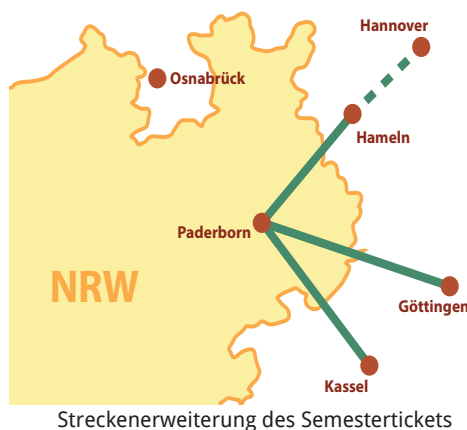 Hannover
Osnabrück
Hameln
Paderborn
NRW
Göttingen
Kassel
Streckenerweiterung des Semestertickets